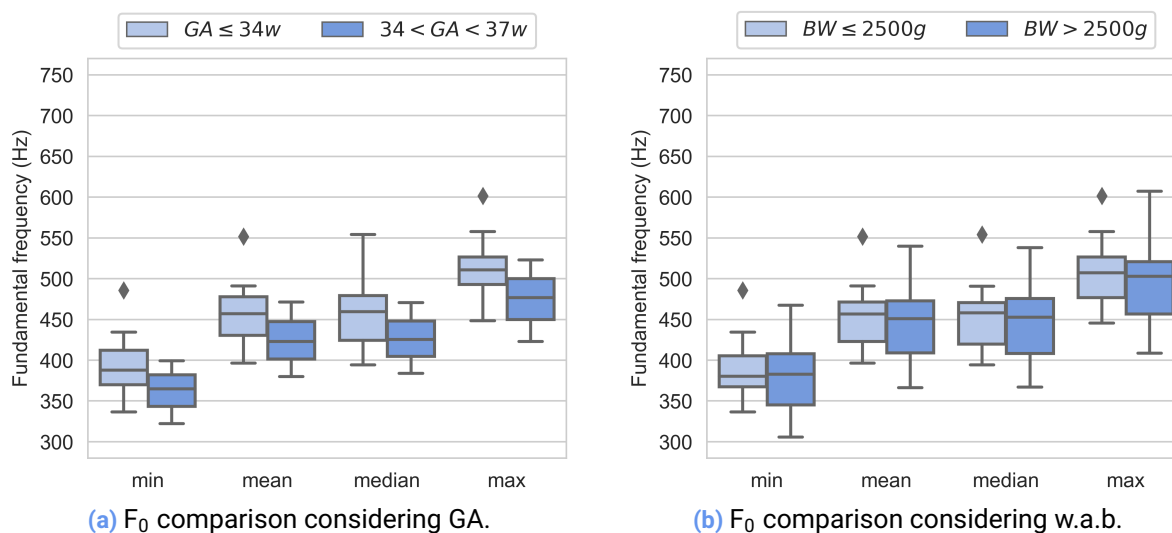 GA ≤ 34w 34 < GA < 37w
Fundamental frequency (Hz)
750
700
650
600
550
500
450
400
350
300
min mean median max
(a) F₀ comparison considering GA.
BW ≤ 2500g BW > 2500g
Fundamental frequency (Hz)
750
700
650
600
550
500
450
400
350
300
min mean median max
(b) F₀ comparison considering w.a.b.